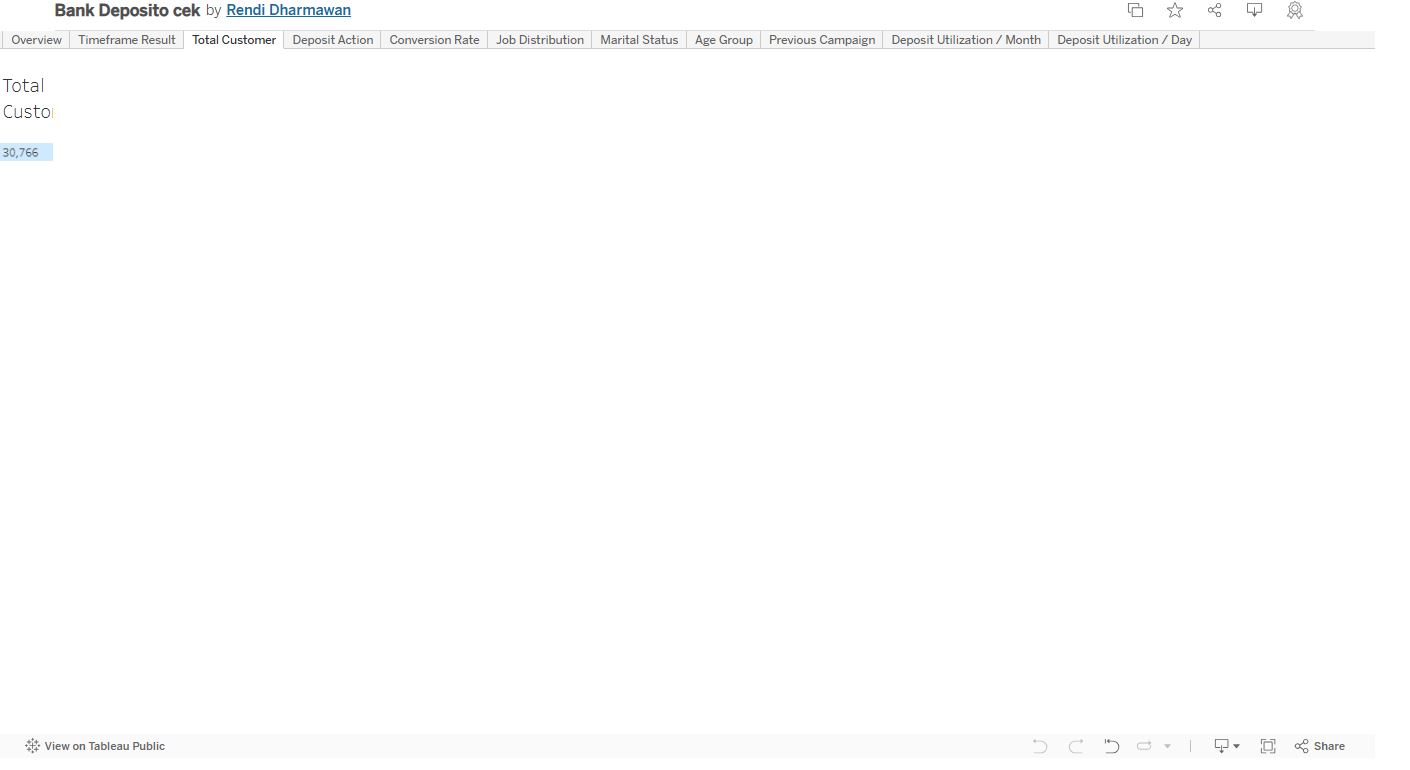 Bank Deposito cek by Rendi Dharmawan
Overview Timeframe Result Total Customer Deposit Action Conversion Rate Job Distribution Marital Status Age Group Previous Campaign Deposit Utilization / Month Deposit Utilization / Day
Total
Custo
30,766
View on Tableau Public Share